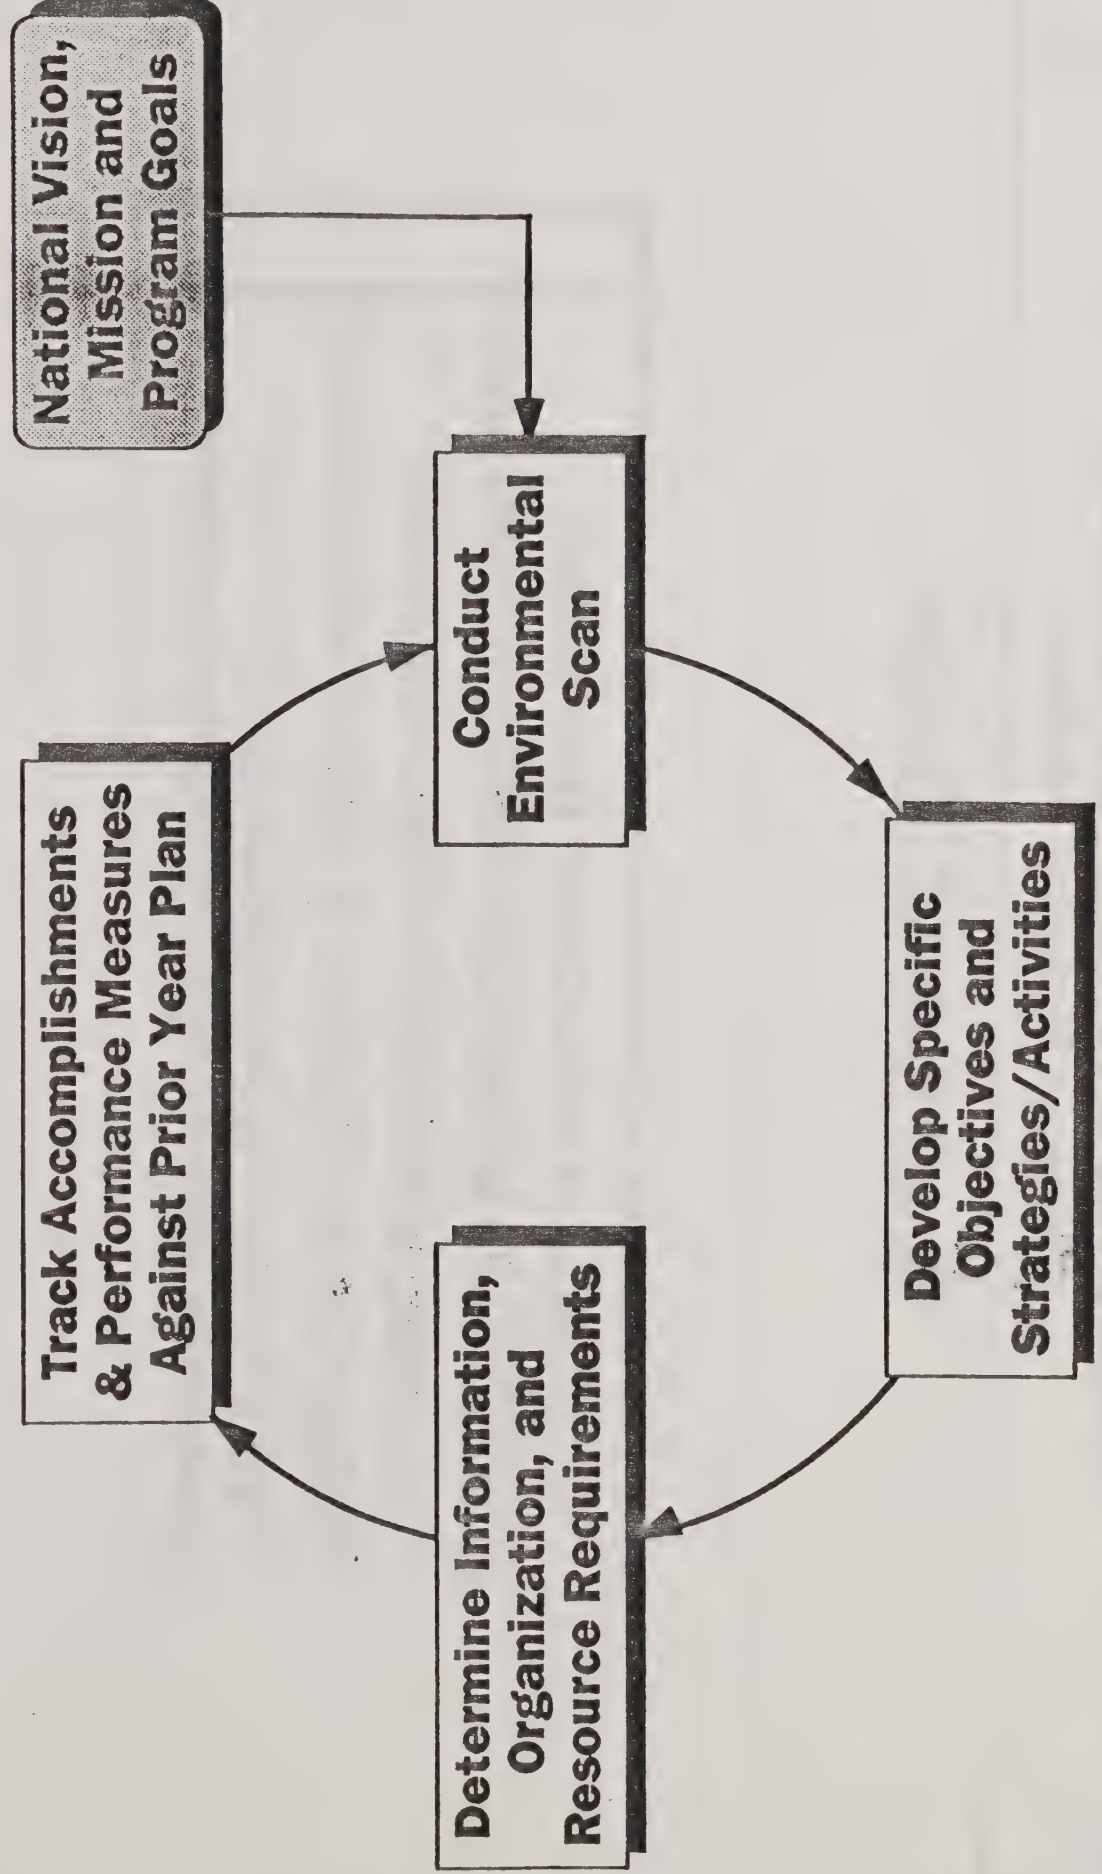 National Vision,
Mission and
Program Goals
Track Accomplishments
& Performance Measures
Against Prior Year Plan
Conduct
Environmental
Scan
Develop Specific
Objectives and
Strategies/Activities
Determine Information,
Organization, and
Resource Requirements